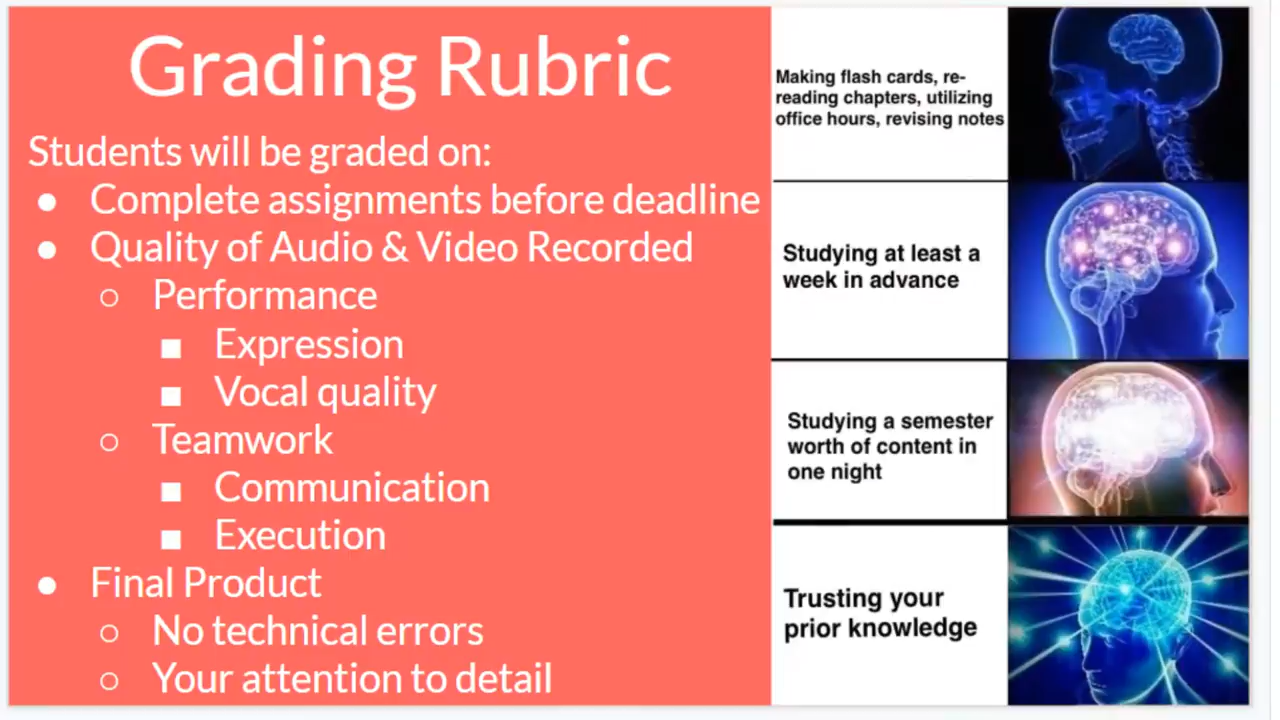 Grading Rubric
Students will be graded on:
● Complete assignments before deadline
● Quality of Audio & Video Recorded
○ Performance
■ Expression
■ Vocal quality
○ Teamwork
■ Communication
■ Execution
● Final Product
○ No technical errors
○ Your attention to detail
Making flash cards, re-
reading chapters, utilizing
office hours, revising notes
Studying at least a
week in advance
Studying a semester
worth of content in
one night
Trusting your
prior knowledge